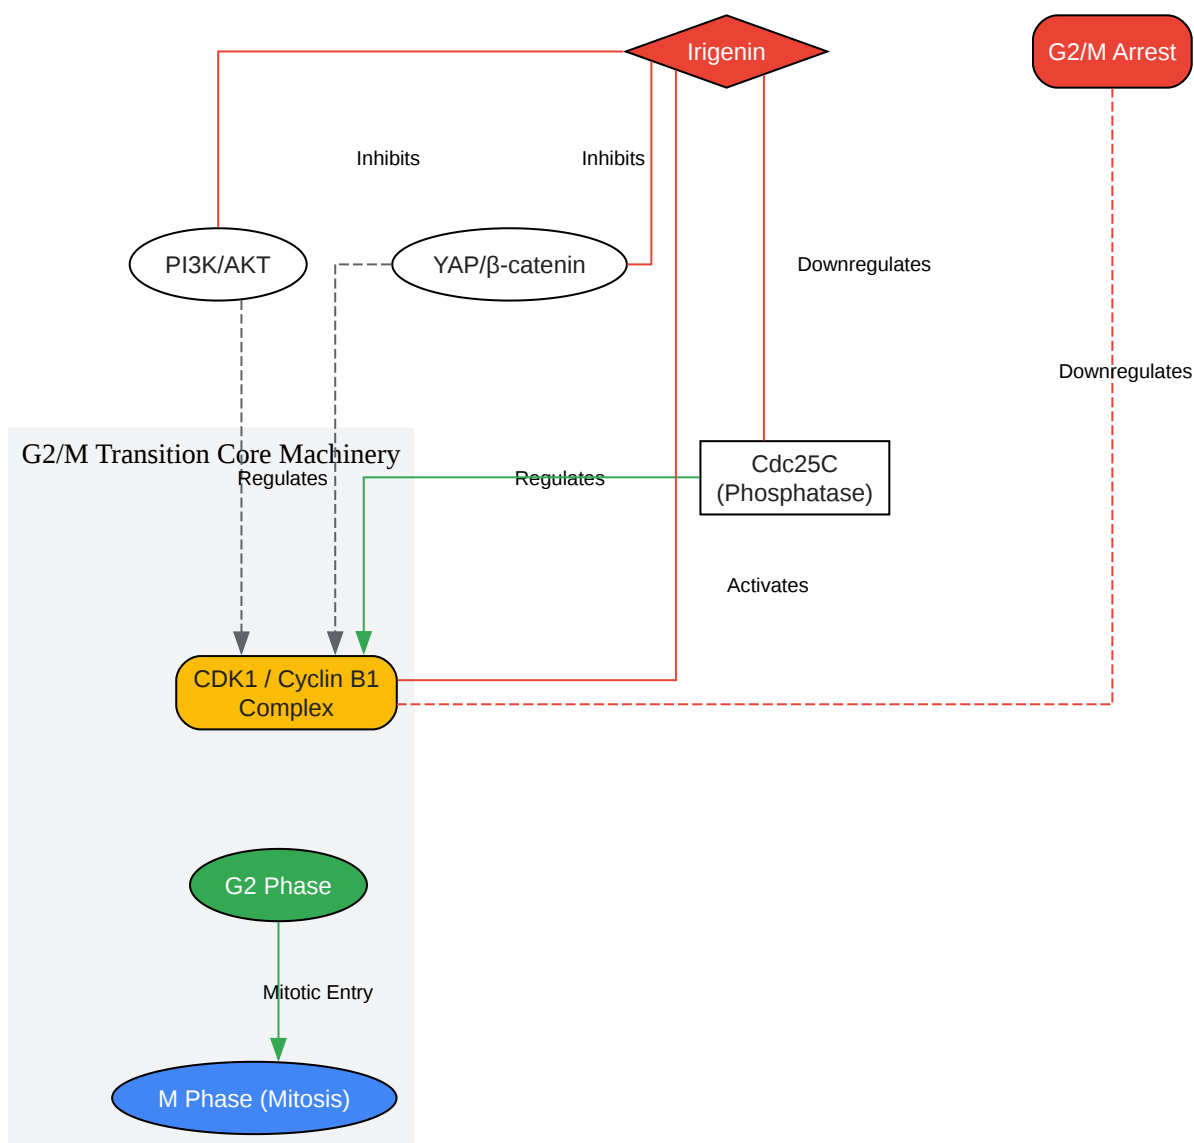 Irigenin
G2/M Arrest
Inhibits
Inhibits
PI3K/AKT
YAP/β-catenin
Downregulates
Downregulates
G2/M Transition Core Machinery
Regulates
Regulates
Cdc25C
(Phosphatase)
Activates
CDK1 / Cyclin B1
Complex
G2 Phase
Mitotic Entry
M Phase (Mitosis)